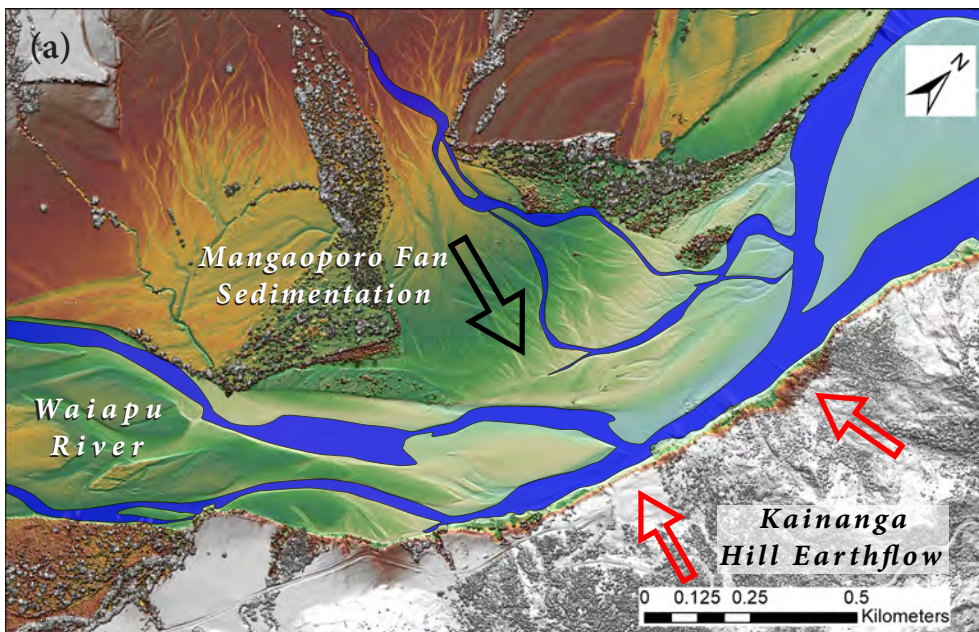 (a)
N
Mangaoporo Fan
Sedimentation
Waiapu
River
Kainanga
Hill Earthflow
0 0.125 0.25 0.5
Kilometers